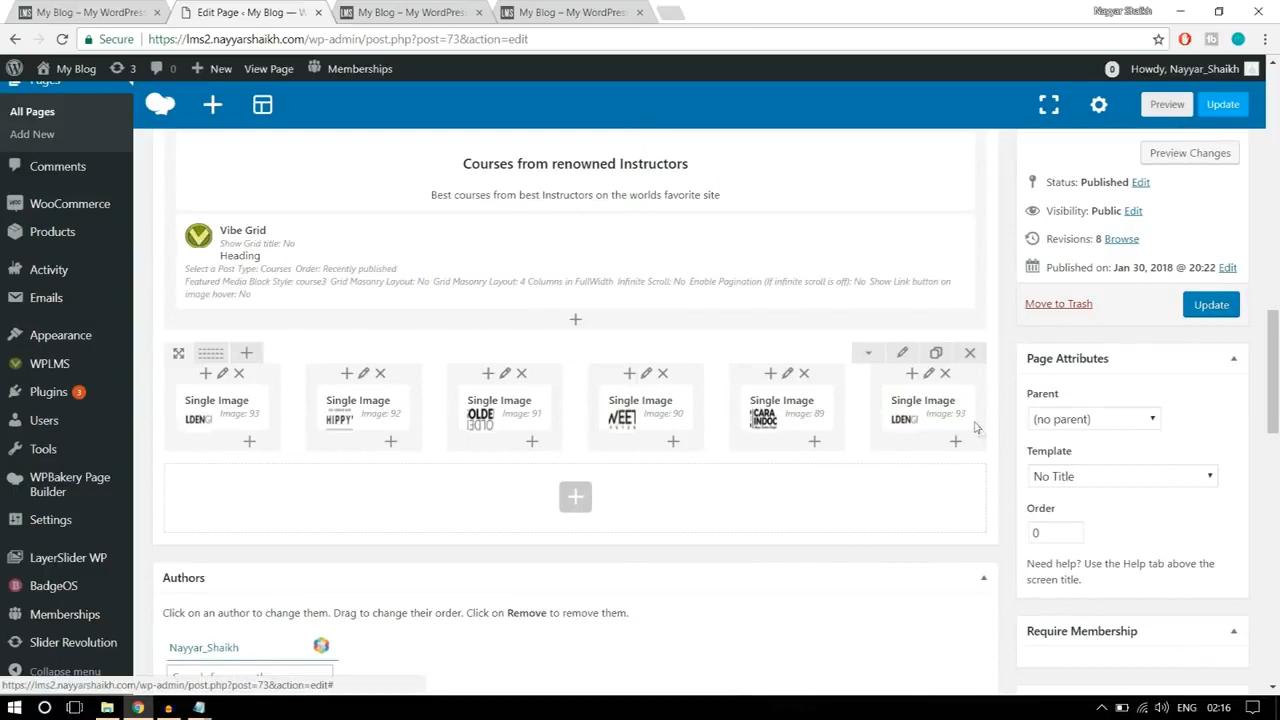 My Blog – My WordPress
Edit Page ‹ My Blog — W
My Blog – My WordPress
My Blog – My WordPress
Nayyar Shaikh
Secure
https://lms2.nayyarshaikh.com/wp-admin/post.php?post=73&action=edit
My Blog
3
New
View Page
Memberships
0
Howdy, Nayyar_Shaikh
Pages
All Pages
Add New
Comments
WooCommerce
Products
Activity
Emails
Appearance
WPLMS
Plugins 3
Users
Tools
WPBakery Page
Builder
Settings
LayerSlider WP
BadgeOS
Memberships
Slider Revolution
Collapse menu
Preview
Update
Courses from renowned Instructors
Best courses from best Instructors on the worlds favorite site
Vibe Grid
Show Grid title: No
Heading
Select a Post Type: Courses Order: Recently published
Featured Media Block Style: course3 Grid Masonry Layout: No Grid Masonry Layout: 4 Columns in FullWidth Infinite Scroll: No Enable Pagination (If infinite scroll is off): No Show Link button on
image hover: No
Single Image
Image: 93
LDENG
Single Image
Image: 92
HIPPY'
Single Image
Image: 91
OLDE
Single Image
Image: 90
WEET
Single Image
Image: 89
CARA
INDOC
Single Image
Image: 93
LDENG
Authors
Click on an author to change them. Drag to change their order. Click on Remove to remove them.
Nayyar_Shaikh
Preview Changes
Status: Published Edit
Visibility: Public Edit
Revisions: 8 Browse
Published on: Jan 30, 2018 @ 20:22 Edit
Move to Trash
Update
Page Attributes
Parent
(no parent)
Template
No Title
Order
0
Need help? Use the Help tab above the
screen title.
Require Membership
https://lms2.nayyarshaikh.com/wp-admin/post.php?post=73&action=edit#
ENG
02:16